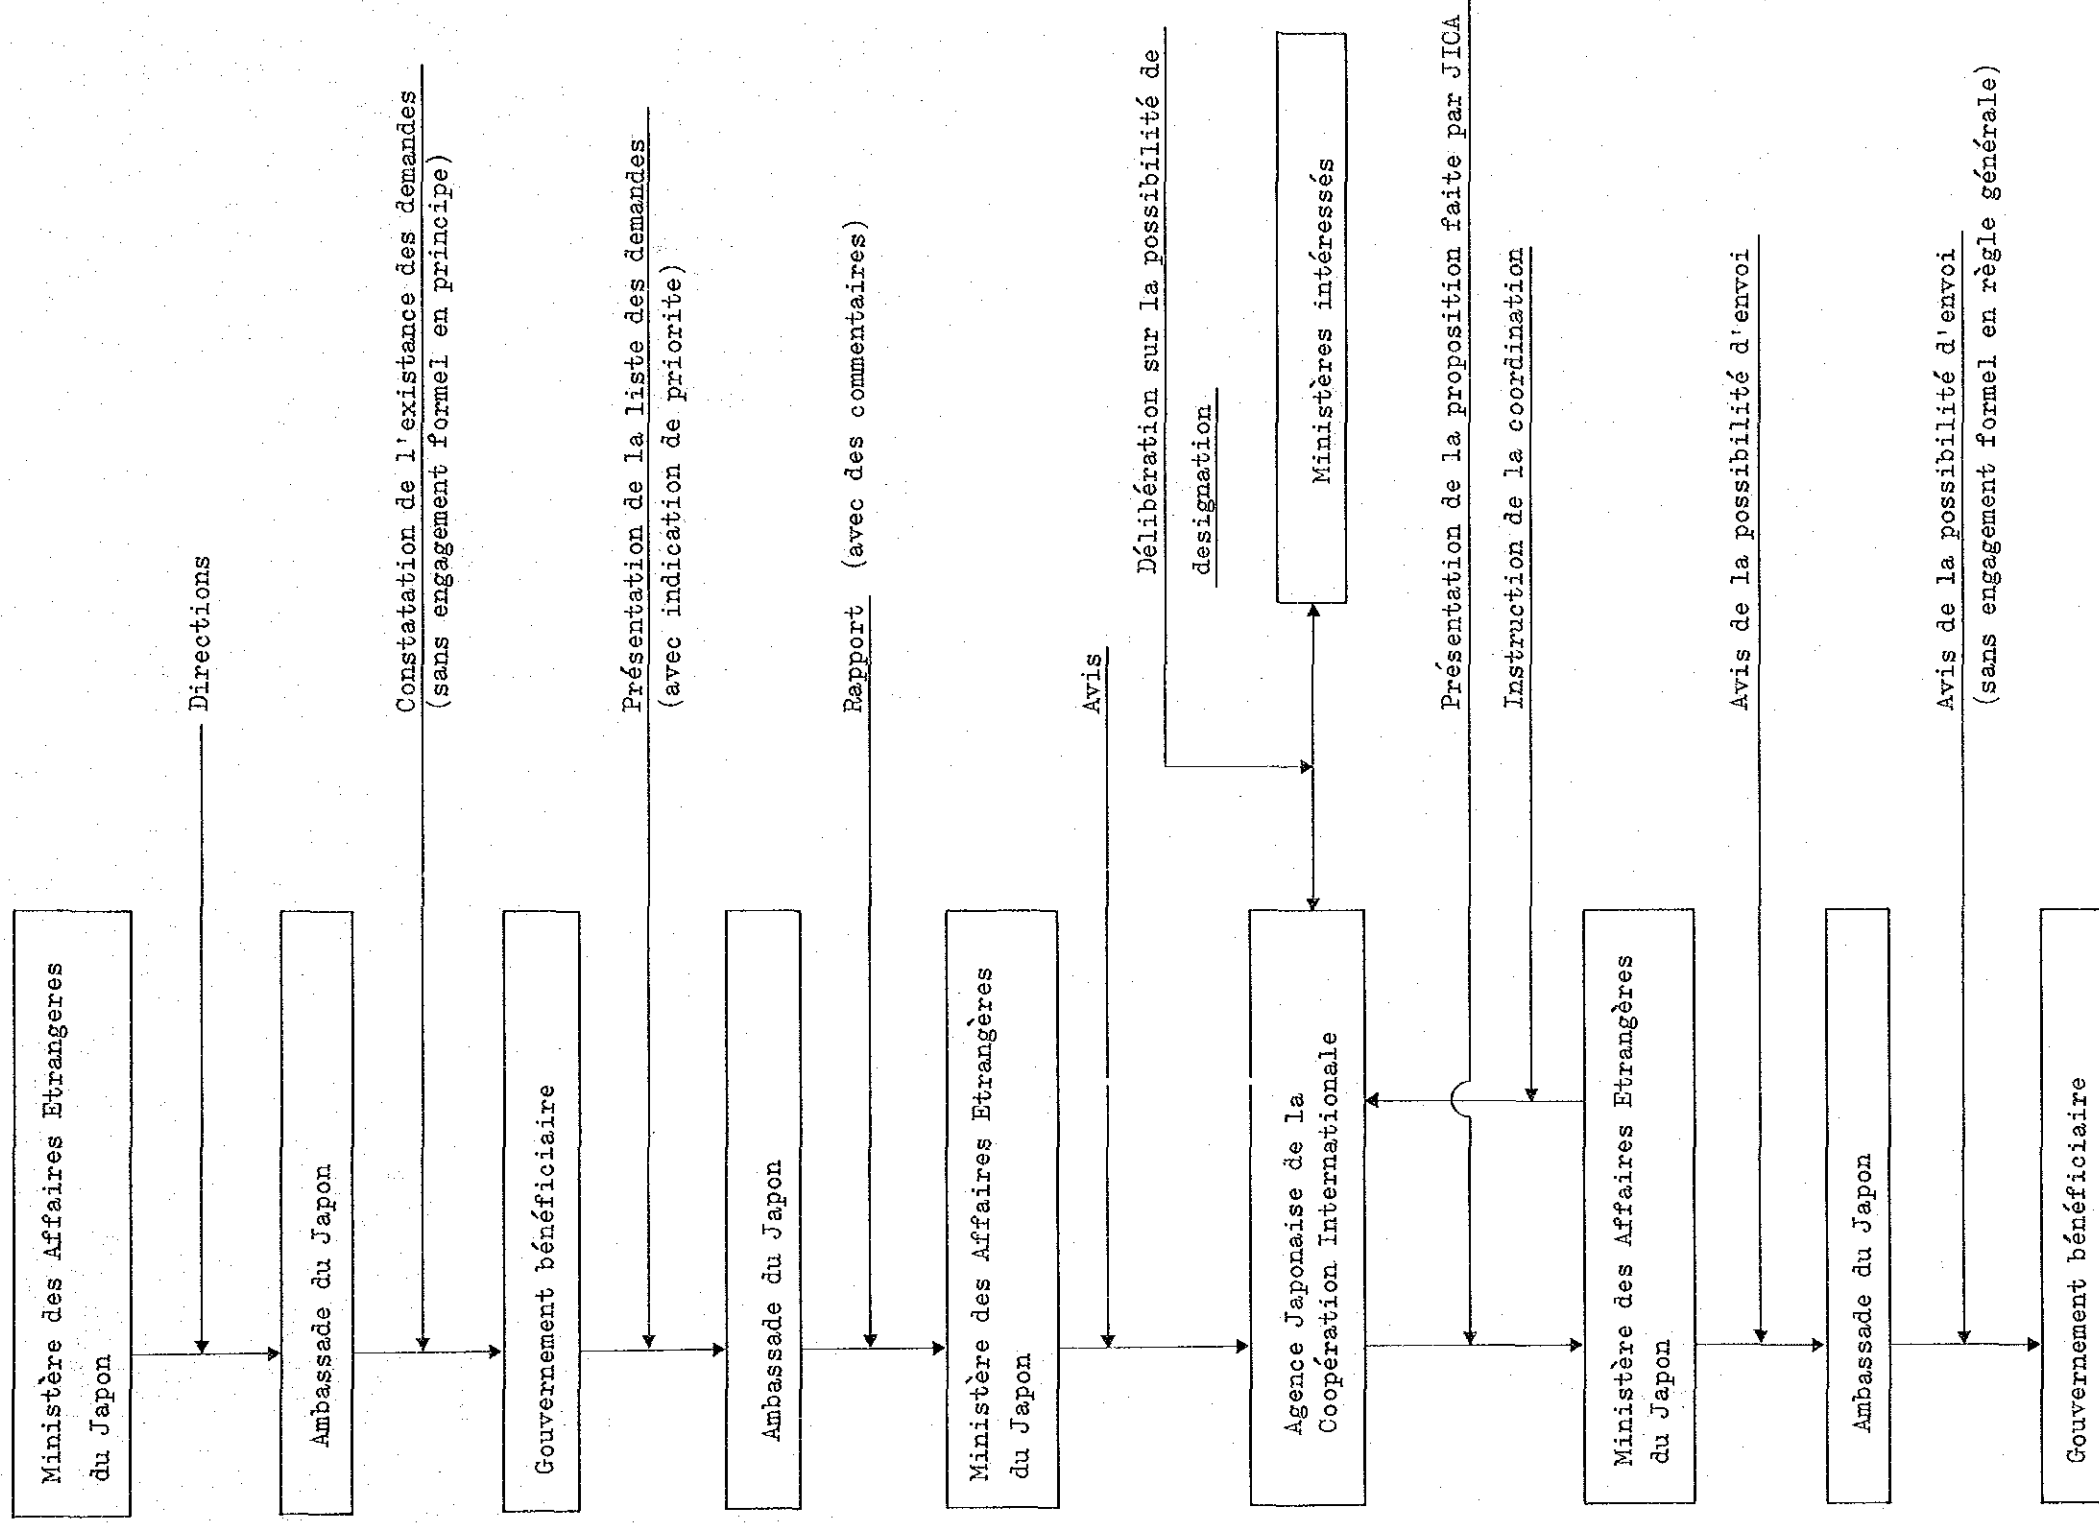 Ministère des Affaires Etrangeres
du Japon
Directions
Ambassade du Japon
Constatation de l'existance des demandes
(sans engagement formel en principe)
Gouvernement bénéficiaire
Présentation de la liste des demandes
(avec indication de priorite)
Ambassade du Japon
Rapport (avec des commentaires)
Ministère des Affaires Etrangères
du Japon
Avis
Délibération sur la possibilité de
designation
Agence Japonaise de la
Coopération Internationale
Ministères intéressés
Présentation de la proposition faite par JICA
Instruction de la coordination
Ministère des Affaires Etrangères
du Japon
Avis de la possibilité d'envoi
Ambassade du Japon
Avis de la possibilité d'envoi
(sans engagement formel en règle générale)
Gouvernement bénéficiaire